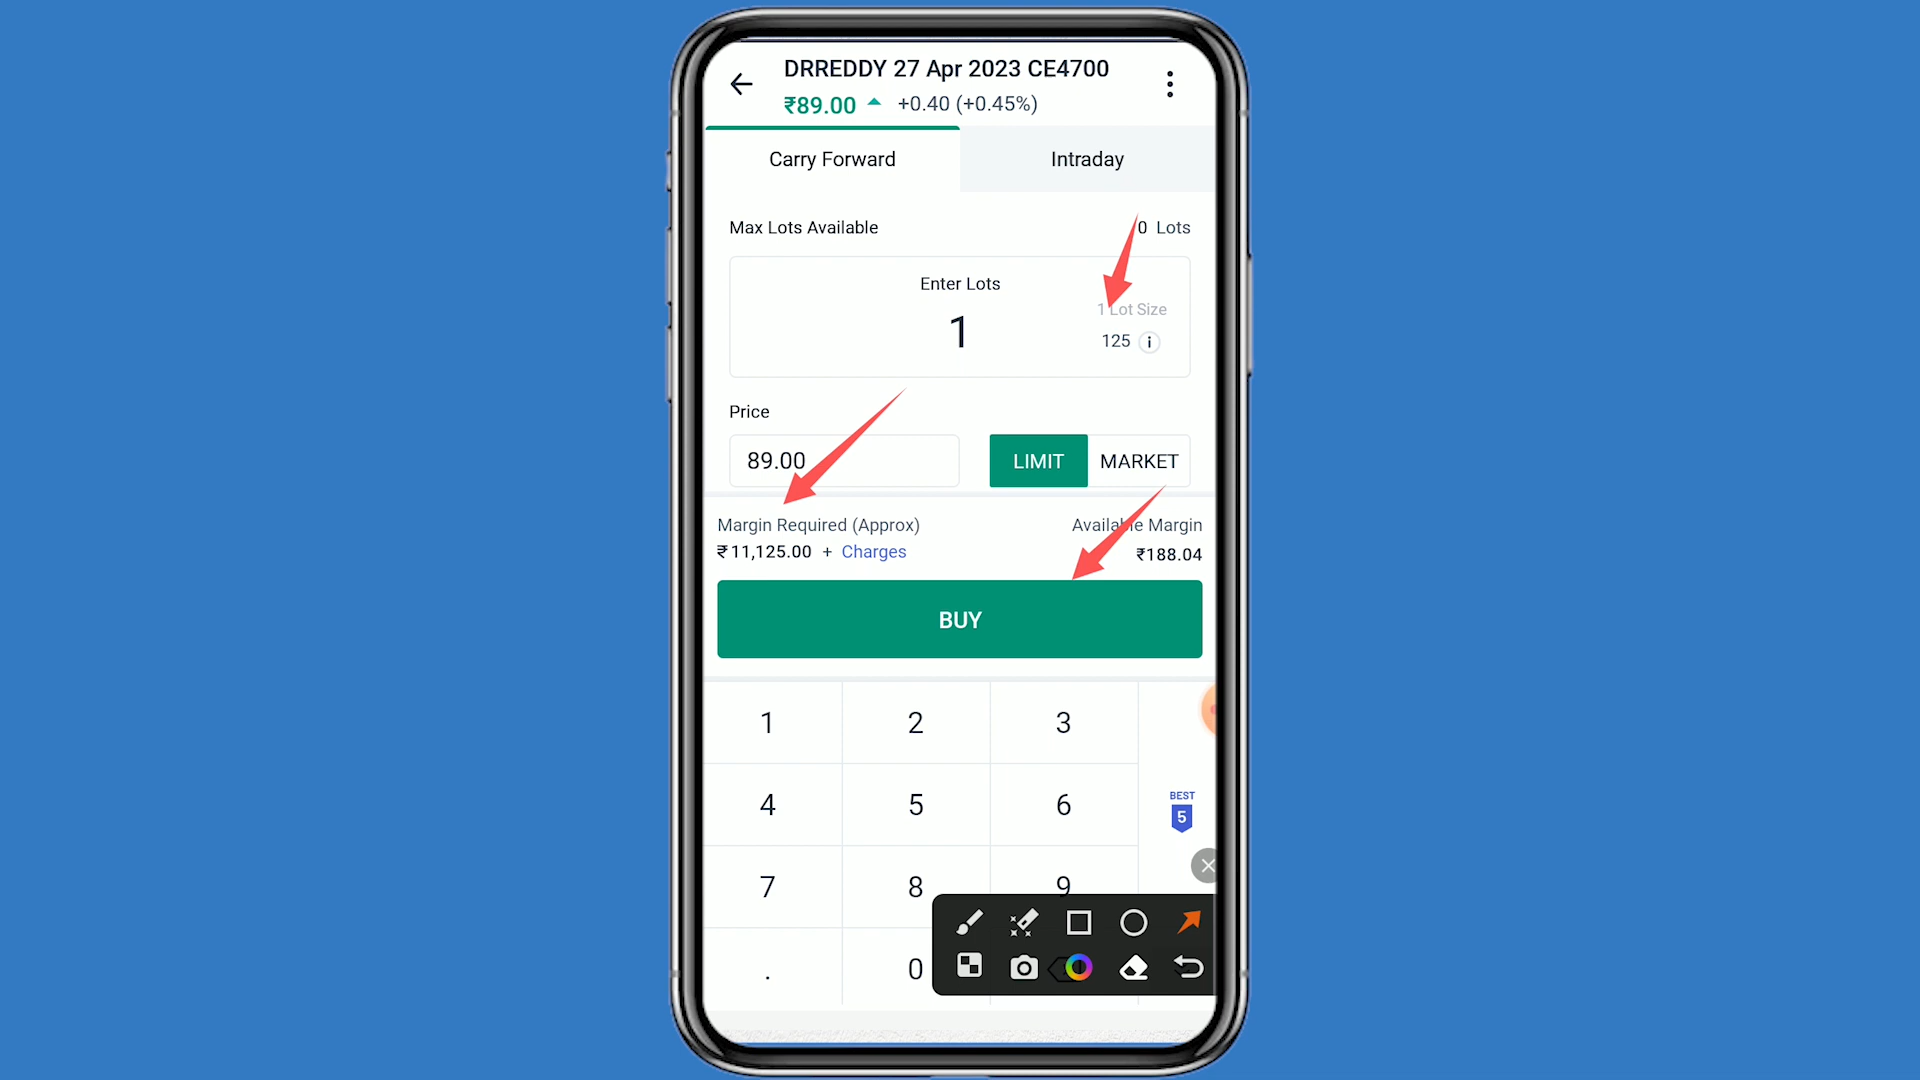 DRREDDY 27 Apr 2023 CE4700
₹89.00 +0.40 (+0.45%)
Carry Forward Intraday
Max Lots Available 0 Lots
Enter Lots
1 Lot Size
1
125 i
Price
89.00 LIMIT MARKET
Margin Required (Approx) Available Margin
₹11,125.00 + Charges ₹188.04
BUY
1 2 3
4 5 6
BEST
5
7 8 9
. 0